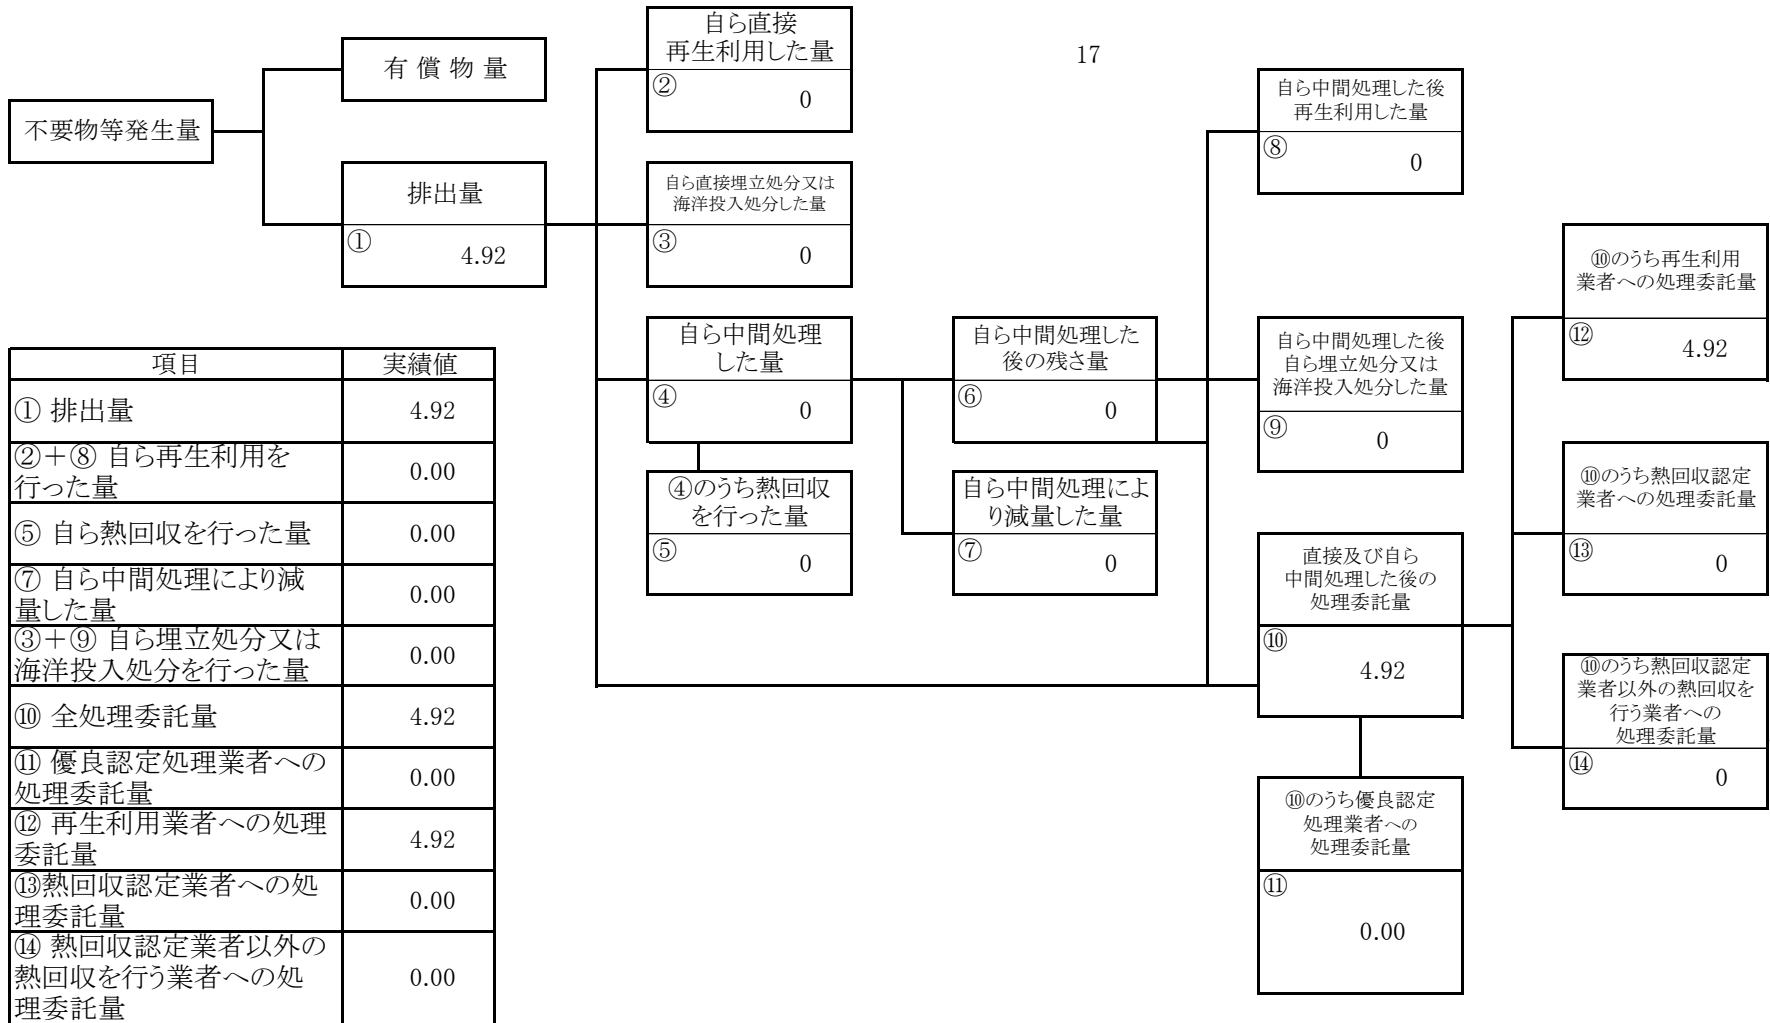 17
不要物等発生量
有 償 物 量
排出量
①
4.92
自ら直接
再生利用した量
②
0
自ら直接埋立処分又は
海洋投入処分した量
③
0
自ら中間処理
した量
④
0
④のうち熱回収
を行った量
⑤
0
自ら中間処理した
後の残さ量
⑥
0
自ら中間処理によ
り減量した量
⑦
0
自ら中間処理した後
再生利用した量
⑧
0
自ら中間処理した後
自ら埋立処分又は
海洋投入処分した量
⑨
0
直接及び自ら
中間処理した後の
処理委託量
⑩
4.92
⑩のうち優良認定
処理業者への
処理委託量
⑪
0.00
⑩のうち再生利用
業者への処理委託量
⑫
4.92
⑩のうち熱回収認定
業者への処理委託量
⑬
0
⑩のうち熱回収認定
業者以外の熱回収を
行う業者への
処理委託量
⑭
0
項目 実績値
① 排出量 4.92
②＋⑧ 自ら再生利用を
行った量 0.00
⑤ 自ら熱回収を行った量 0.00
⑦ 自ら中間処理により減
量した量 0.00
③＋⑨ 自ら埋立処分又は
海洋投入処分を行った量 0.00
⑩ 全処理委託量 4.92
⑪ 優良認定処理業者への
処理委託量 0.00
⑫ 再生利用業者への処理
委託量 4.92
⑬熱回収認定業者への処
理委託量 0.00
⑭ 熱回収認定業者以外の
熱回収を行う業者への処
理委託量 0.00